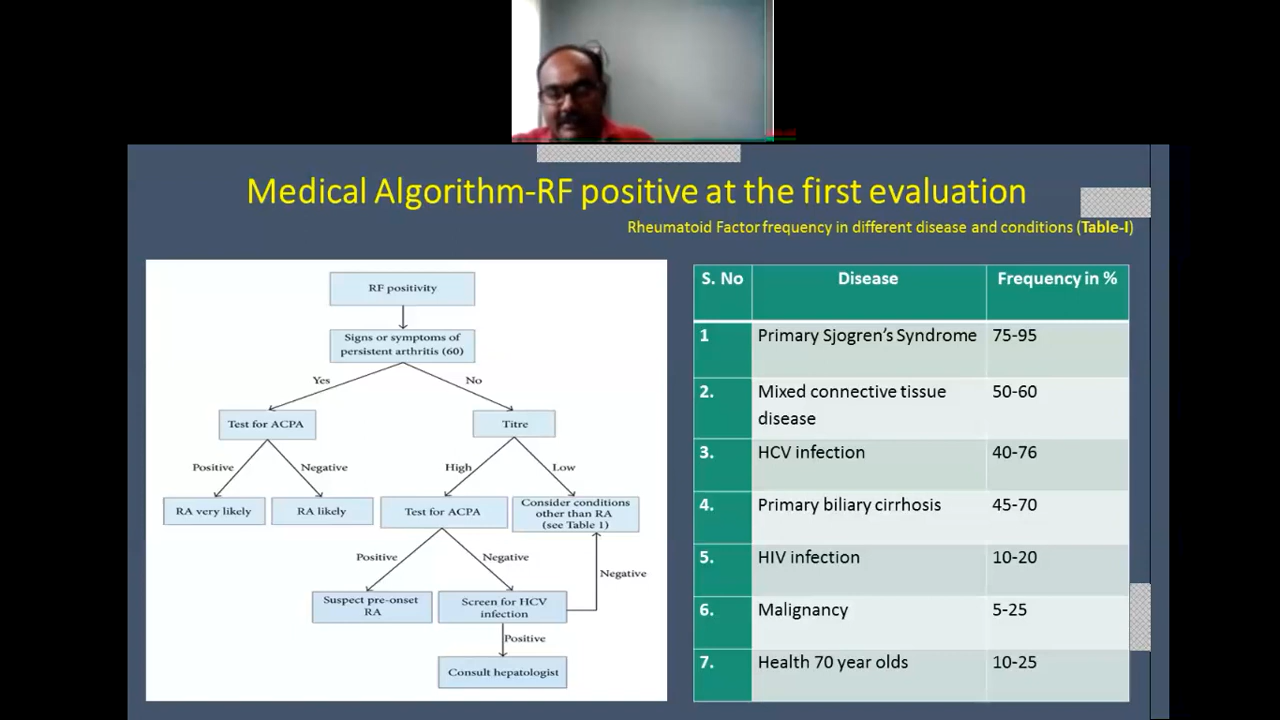 Medical Algorithm-RF positive at the first evaluation
Rheumatoid Factor frequency in different disease and conditions (Table-I)
RF positivity
Signs or symptoms of
persistent arthritis (60)
Yes
No
Test for ACPA
Titre
Positive
Negative
High
Low
RA very likely
RA likely
Test for ACPA
Consider conditions
other than RA
(see Table 1)
Positive
Negative
Negative
Suspect pre-onset
RA
Screen for HCV
infection
Positive
Consult hepatologist
S. No Disease Frequency in %
1 Primary Sjogren's Syndrome 75-95
2. Mixed connective tissue 50-60
disease
3. HCV infection 40-76
4. Primary biliary cirrhosis 45-70
5. HIV infection 10-20
6. Malignancy 5-25
7. Health 70 year olds 10-25